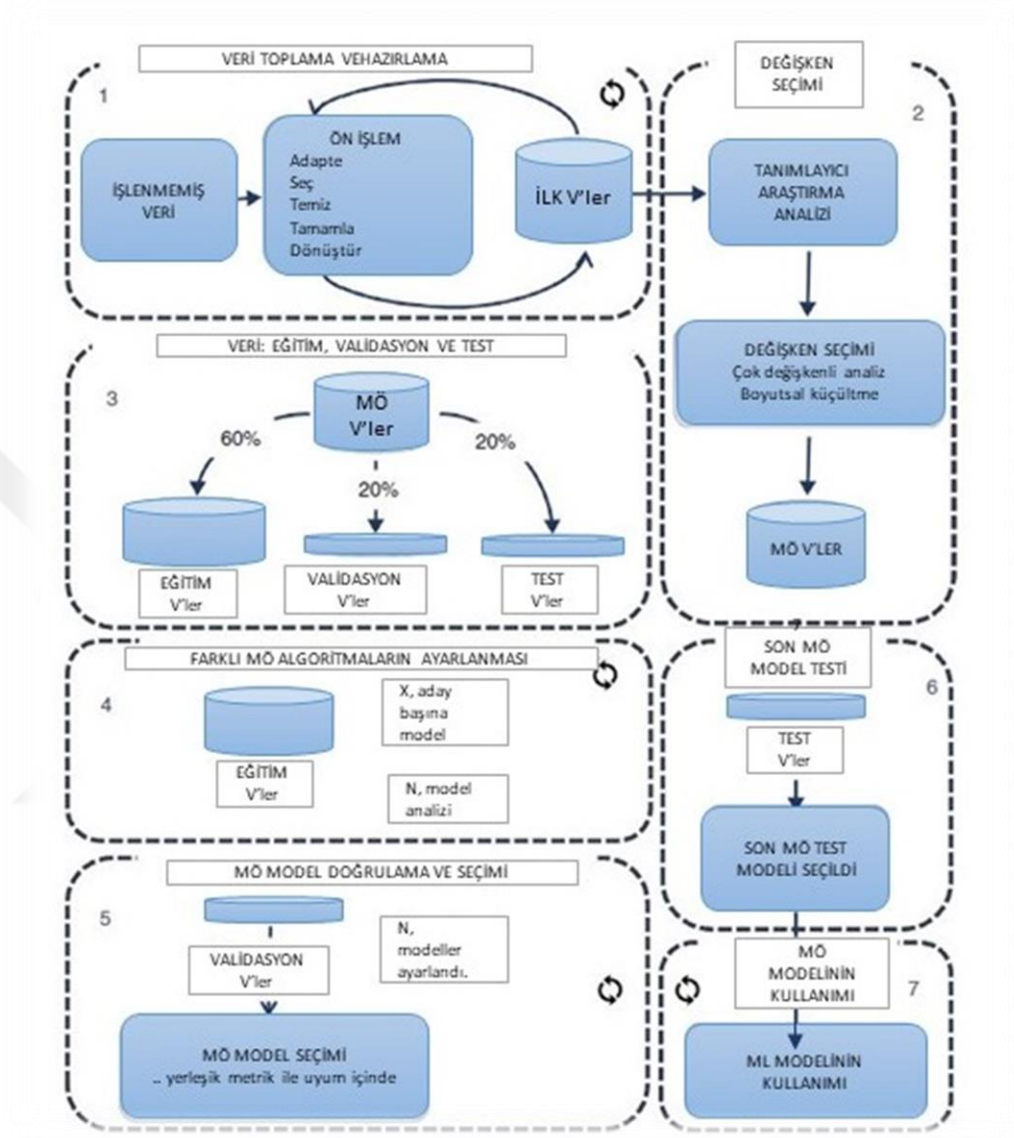 VERİ TOPLAMA VEHAZIRLAMA
1
İŞLENMEMİŞ
VERİ
ÖN İŞLEM
Adapte
Seç
Temiz
Tamamla
Dönüştür
İLK V'ler
DEĞİŞKEN
SEÇİMİ
2
TANIMLAYICI
ARAŞTIRMA
ANALİZİ
DEĞİŞKEN SEÇİMİ
Çok değişkenli analiz
Boyutsal küçültme
MÖ V'LER
VERİ: EĞİTİM, VALİDASYON VE TEST
3
MÖ
V'ler
60%
20%
20%
EĞİTİM
V'ler
VALİDASYON
V'ler
TEST
V'ler
FARKLI MÖ ALGORİTMALARIN AYARLANMASI
4
EĞİTİM
V'ler
X, aday
başına
model
N, model
analizi
MÖ MODEL DOĞRULAMA VE SEÇİMİ
5
VALİDASYON
V'ler
N,
modeller
ayarlandı.
MÖ MODEL SEÇİMİ
.. yerleşik metrik ile uyum içinde
SON MÖ
MODEL TESTİ
6
TEST
V'ler
SON MÖ TEST
MODELİ SEÇİLDİ
MÖ
MODELİNİN
KULLANIMI
7
ML MODELİNİN
KULLANIMI